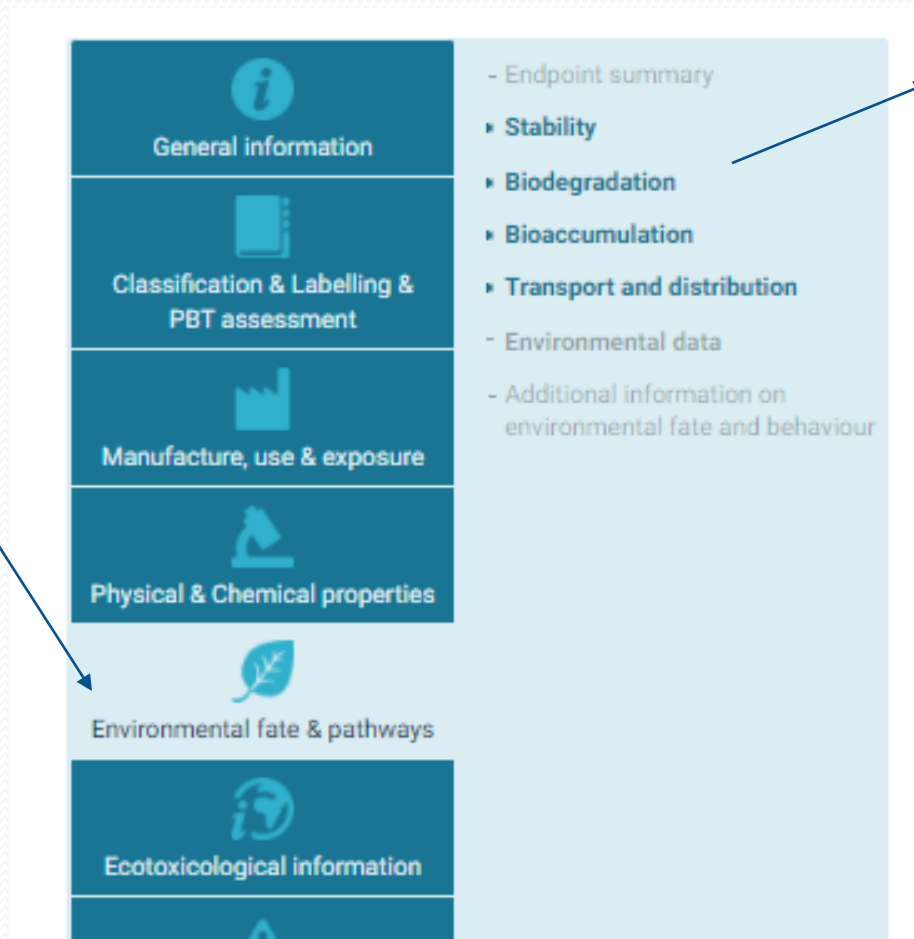 General information
Classification & Labelling &
PBT assessment
Manufacture, use & exposure
Physical & Chemical properties
Environmental fate & pathways
Ecotoxicological information
- Endpoint summary
Stability
Biodegradation
Bioaccumulation
Transport and distribution
- Environmental data
- Additional information on
environmental fate and behaviour